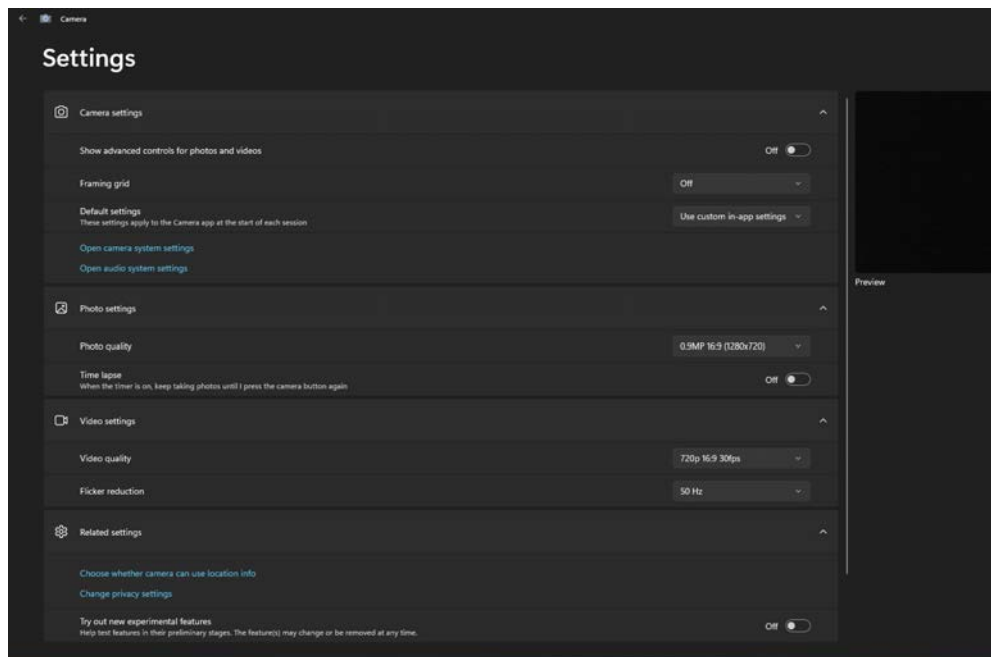 Camera
Settings
Camera settings
Show advanced controls for photos and videos
Off
Framing grid
Off
Default settings
These settings apply to the Camera app at the start of each session
Use custom in-app settings
Open camera system settings
Open audio system settings
Preview
Photo settings
Photo quality
0.9MP 16:9 (1280x720)
Time lapse
When the timer is on, keep taking photos until I press the camera button again
Off
Video settings
Video quality
720p 16:9 30fps
Flicker reduction
50 Hz
Related settings
Choose whether camera can use location info
Change privacy settings
Try out new experimental features
Help test features in their preliminary stages. The feature(s) may change or be removed at any time.
Off